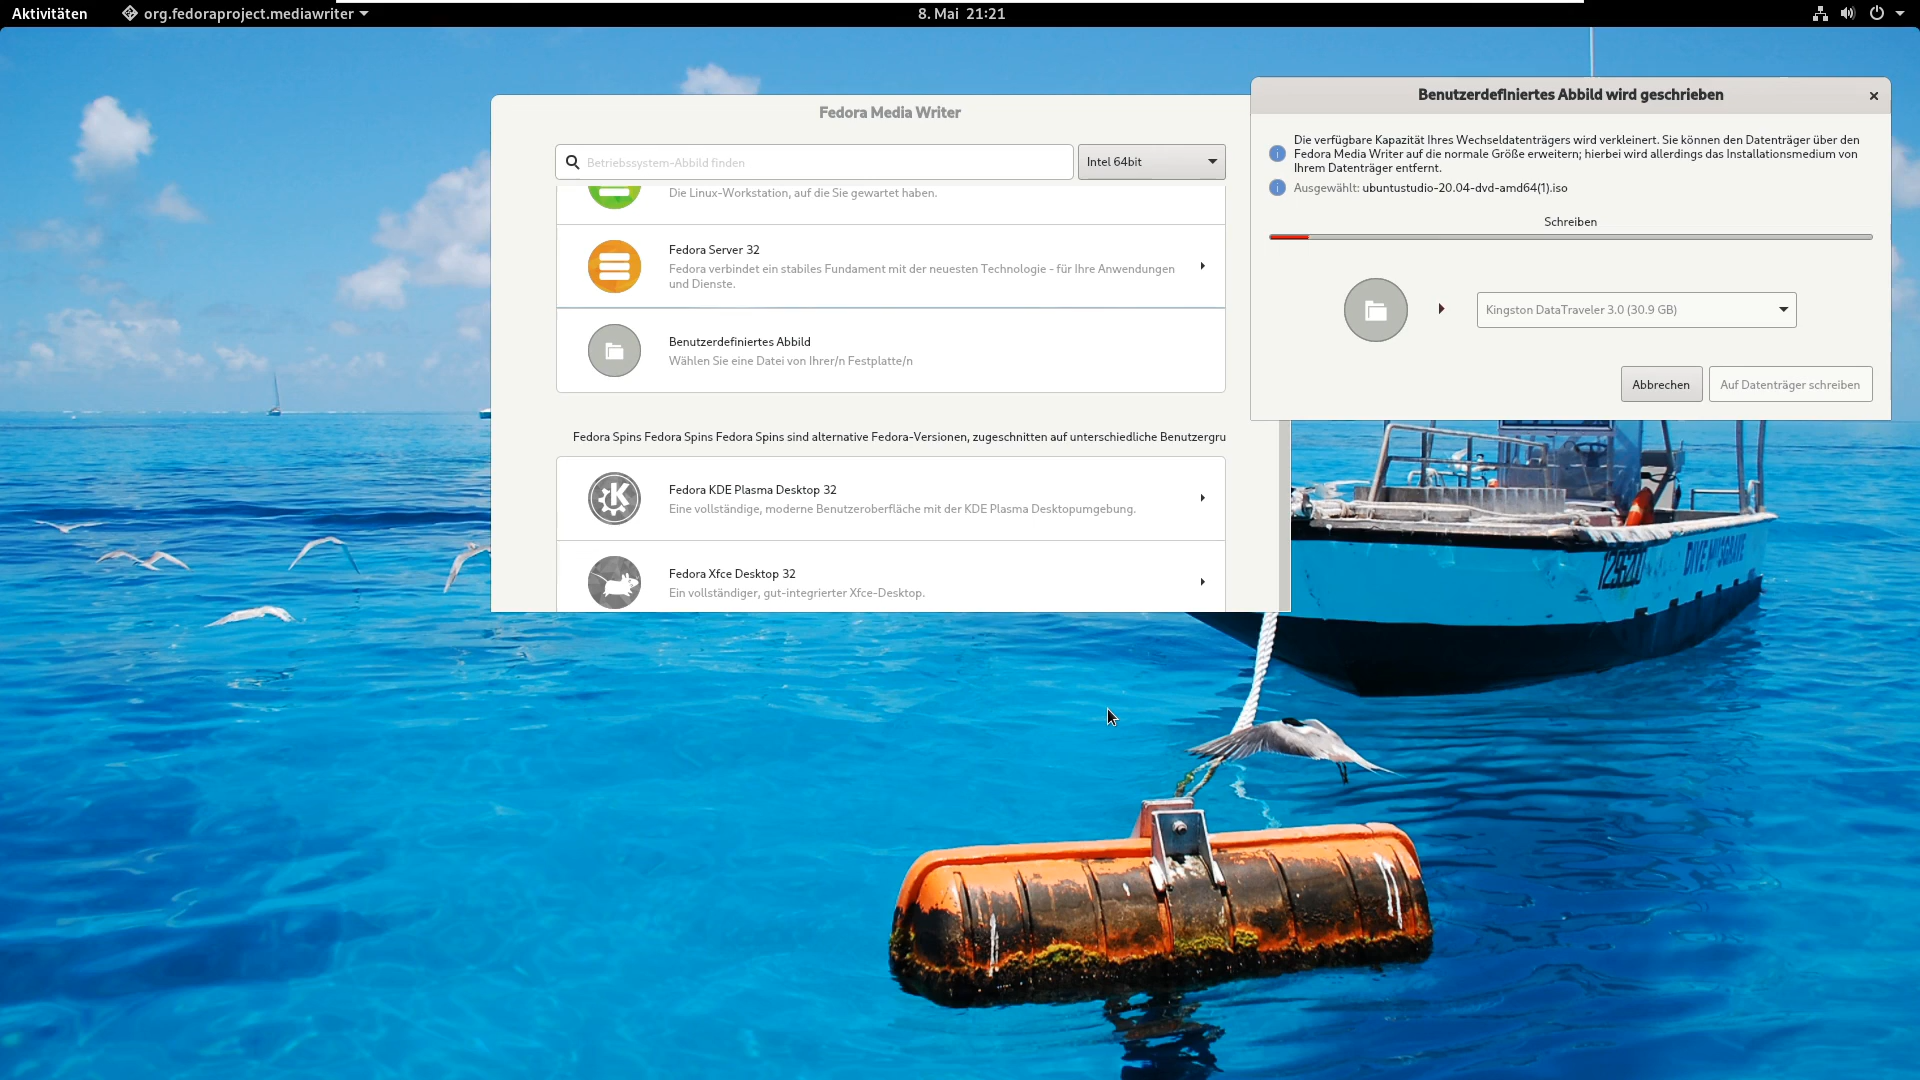 Aktivitäten
org.fedoraproject.mediawriter
8. Mai 21:21
Fedora Media Writer
Betriebssystem-Abbild finden
Intel 64bit
Die Linux-Workstation, auf die Sie gewartet haben.
Fedora Server 32
Fedora verbindet ein stabiles Fundament mit der neuesten Technologie - für Ihre Anwendungen
und Dienste.
Benutzerdefiniertes Abbild
Wählen Sie eine Datei von Ihrer/n Festplatte/n
Fedora Spins Fedora Spins Fedora Spins sind alternative Fedora-Versionen, zugeschnitten auf unterschiedliche Benutzergru
Fedora KDE Plasma Desktop 32
Eine vollständige, moderne Benutzeroberfläche mit der KDE Plasma Desktopumgebung.
Fedora Xfce Desktop 32
Ein vollständiger, gut-integrierter Xfce-Desktop.
Benutzerdefiniertes Abbild wird geschrieben
Die verfügbare Kapazität Ihres Wechseldatenträgers wird verkleinert. Sie können den Datenträger über den
Fedora Media Writer auf die normale Größe erweitern; hierbei wird allerdings das Installationsmedium von
Ihrem Datenträger entfernt.
Ausgewählt: ubuntustudio-20.04-dvd-amd64(1).iso
Schreiben
Kingston DataTraveler 3.0 (30.9 GB)
Abbrechen
Auf Datenträger schreiben